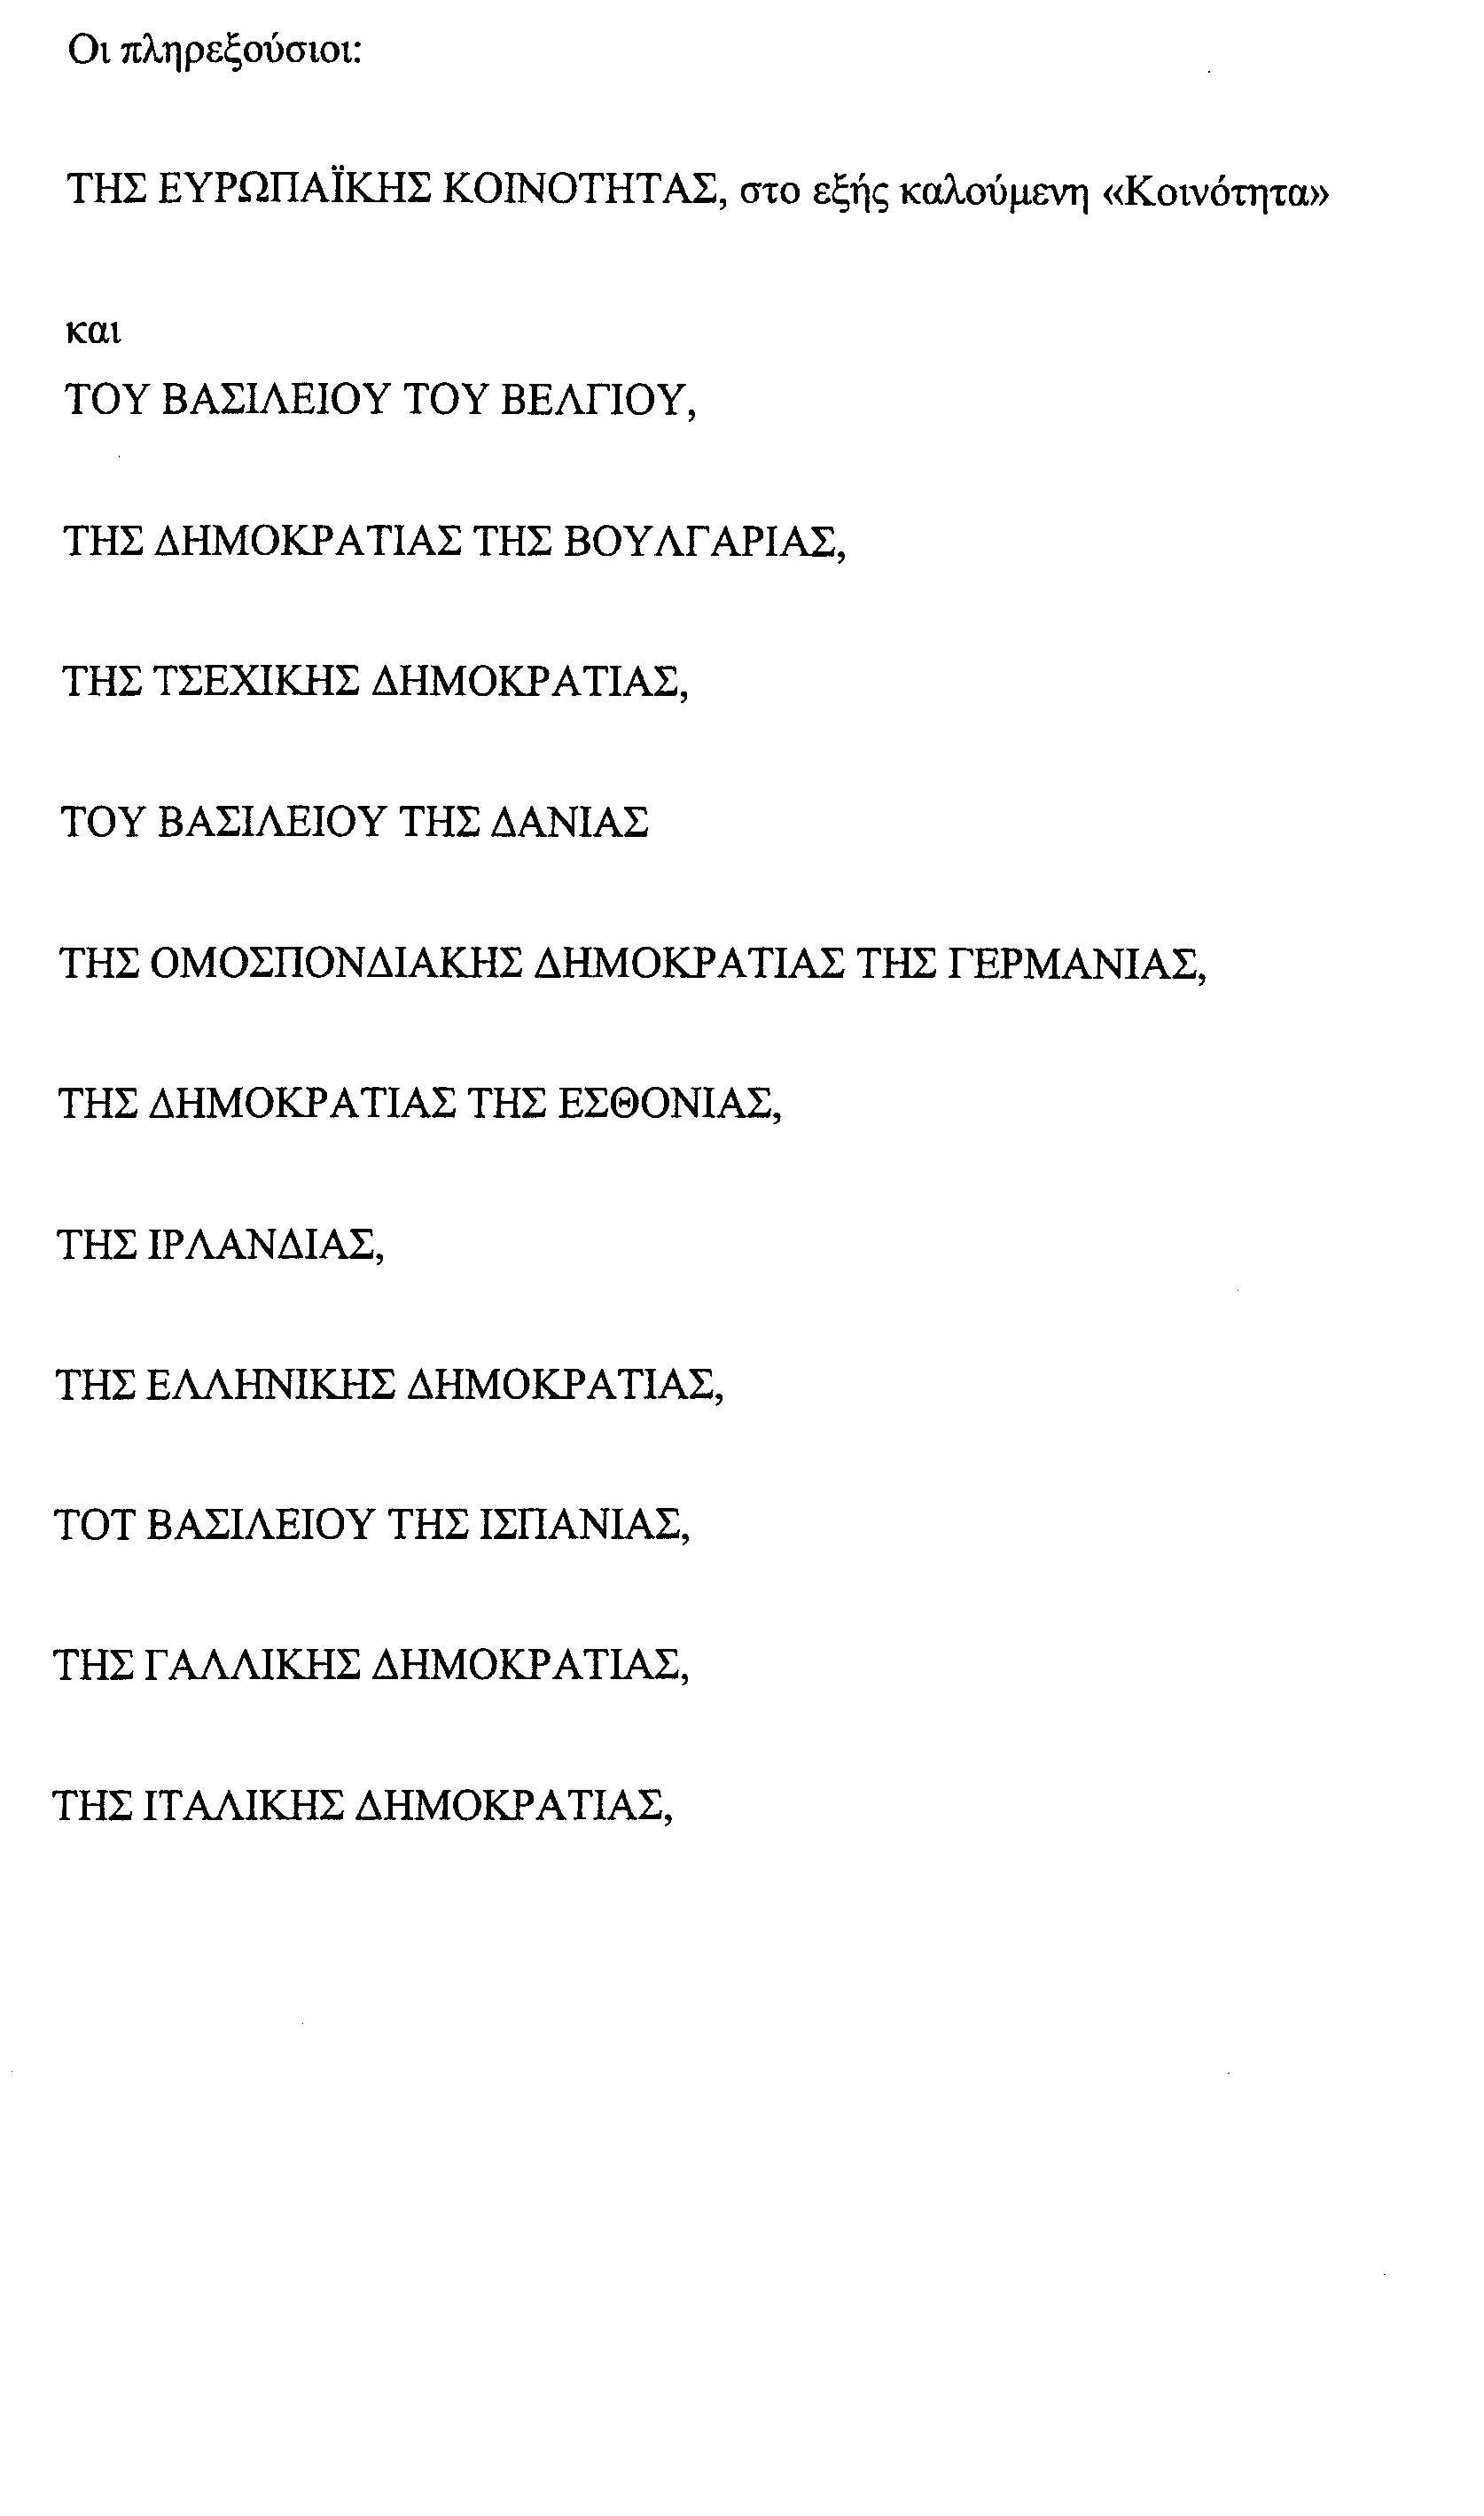 Οι πληρεξούσιοι:
ΤΗΣ ΕΥΡΩΠΑΪΚΗΣ ΚΟΙΝΟΤΗΤΑΣ, στο εξής καλούμενη «Κοινότητα»
και
ΤΟΥ ΒΑΣΙΛΕΙΟΥ ΤΟΥ ΒΕΛΓΙΟΥ,
ΤΗΣ ΔΗΜΟΚΡΑΤΙΑΣ ΤΗΣ ΒΟΥΛΓΑΡΙΑΣ,
ΤΗΣ ΤΣΕΧΙΚΗΣ ΔΗΜΟΚΡΑΤΙΑΣ,
ΤΟΥ ΒΑΣΙΛΕΙΟΥ ΤΗΣ ΔΑΝΙΑΣ
ΤΗΣ ΟΜΟΣΠΟΝΔΙΑΚΗΣ ΔΗΜΟΚΡΑΤΙΑΣ ΤΗΣ ΓΕΡΜΑΝΙΑΣ,
ΤΗΣ ΔΗΜΟΚΡΑΤΙΑΣ ΤΗΣ ΕΣΘΟΝΙΑΣ,
ΤΗΣ ΙΡΛΑΝΔΙΑΣ,
ΤΗΣ ΕΛΛΗΝΙΚΗΣ ΔΗΜΟΚΡΑΤΙΑΣ,
ΤΟΤ ΒΑΣΙΛΕΙΟΥ ΤΗΣ ΙΣΠΑΝΙΑΣ,
ΤΗΣ ΓΑΛΛΙΚΗΣ ΔΗΜΟΚΡΑΤΙΑΣ,
ΤΗΣ ΙΤΑΛΙΚΗΣ ΔΗΜΟΚΡΑΤΙΑΣ,